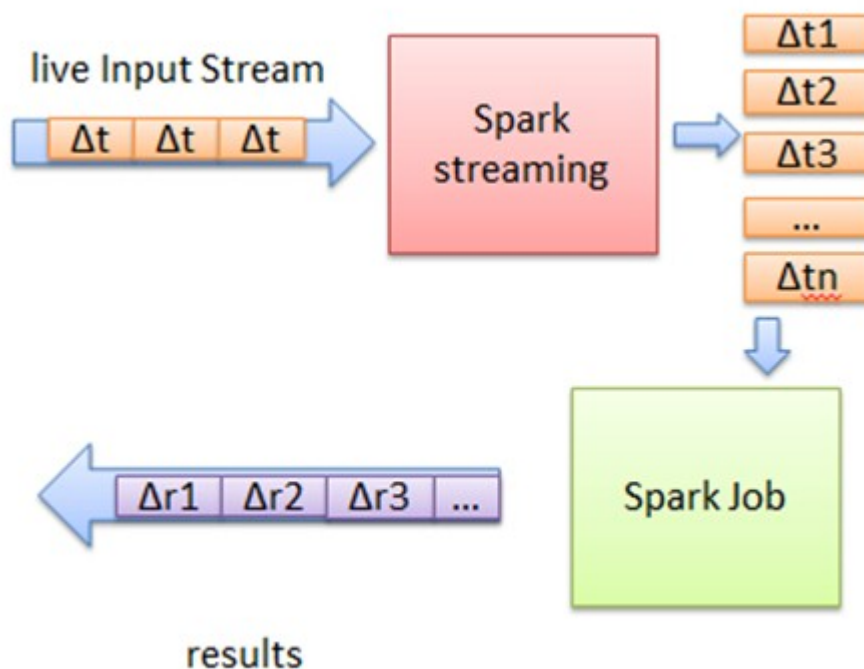 live Input Stream
Δt Δt Δt
Spark
streaming
Δt1
Δt2
Δt3
...
Δtn
Spark Job
Δr1 Δr2 Δr3 ...
results